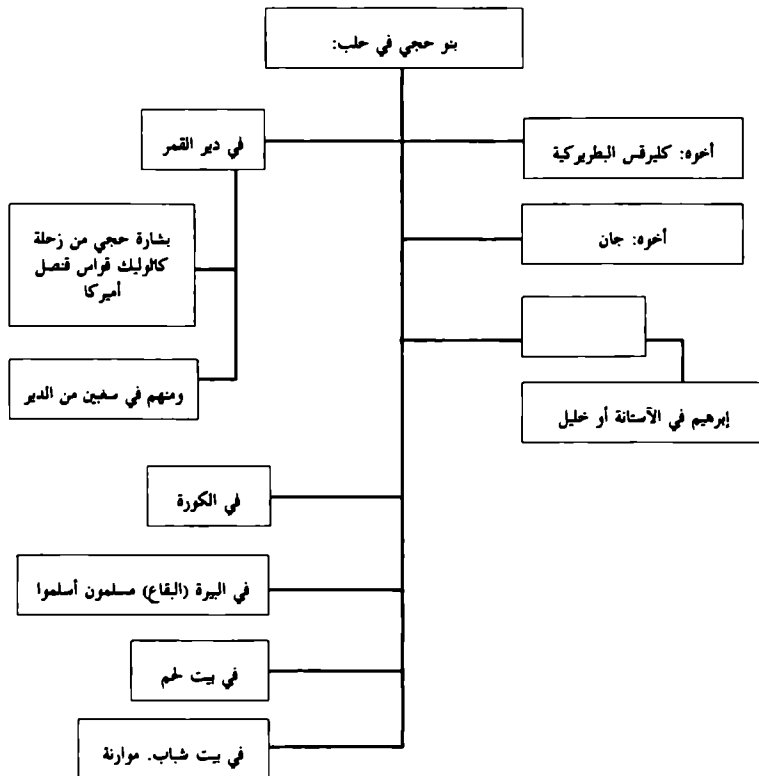 بنو حجي في حلب:
أخوه: كليرقس البطريركية
في دير القمر
أخوه: جان
بشارة حجي من زحلة
كاثوليك قواس قنصل
أميركا
إبرهيم في الآستانة أو خليل
ومنهم في سغبين من الدير
في الكورة
في البيرة (البقاع) مسلمون أسلموا
في بيت لحم
في بيت شباب. موارنة